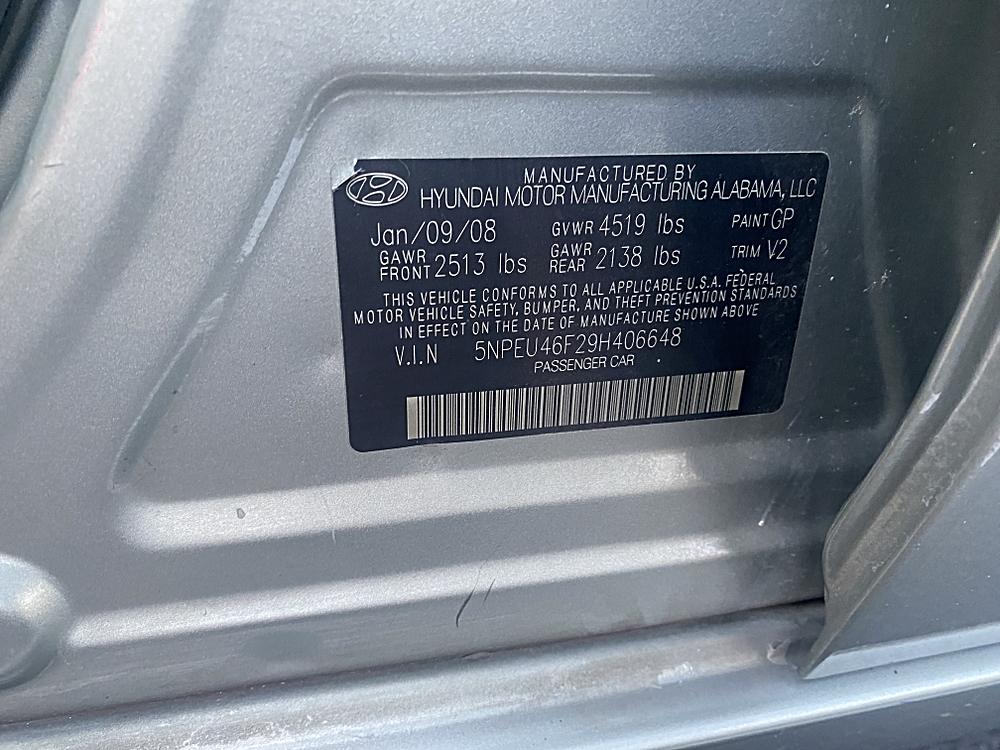 MANUFACTURED BY
HYUNDAI MOTOR MANUFACTURING ALABAMA, LLC
Jan/09/08 GVWR 4519 lbs PAINT GP
GAWR FRONT 2513 lbs GAWR REAR 2138 lbs TRIM V2
THIS VEHICLE CONFORMS TO ALL APPLICABLE U.S.A. FEDERAL
MOTOR VEHICLE SAFETY, BUMPER, AND THEFT PREVENTION STANDARDS
IN EFFECT ON THE DATE OF MANUFACTURE SHOWN ABOVE
V.I.N 5NPEU46F29H406648
PASSENGER CAR